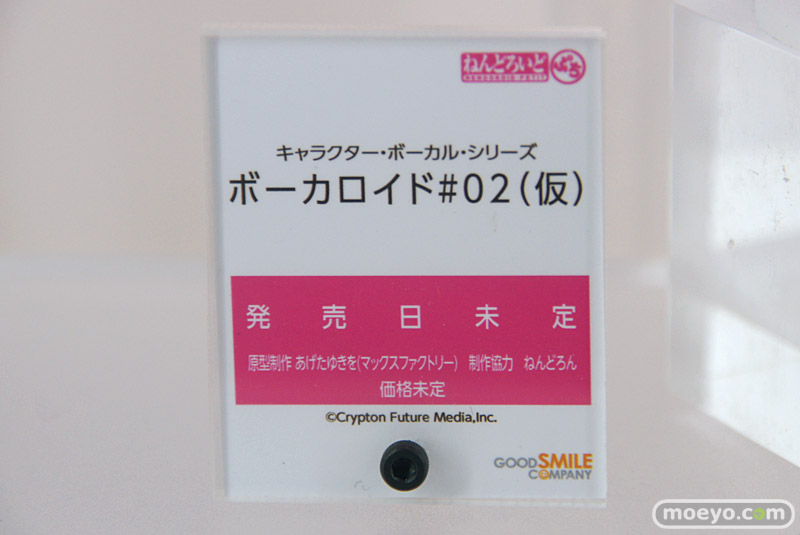 ねんどろいど ぷち
NENDOROID PETIT
キャラクター・ボーカル・シリーズ
ボーカロイド#02(仮)
発売日未定
原型制作 あげたゆきを(マックスファクトリー) 制作協力 ねんどろん
価格未定
©Crypton Future Media,Inc.
GOOD SMILE
COMPANY
moeyo.com